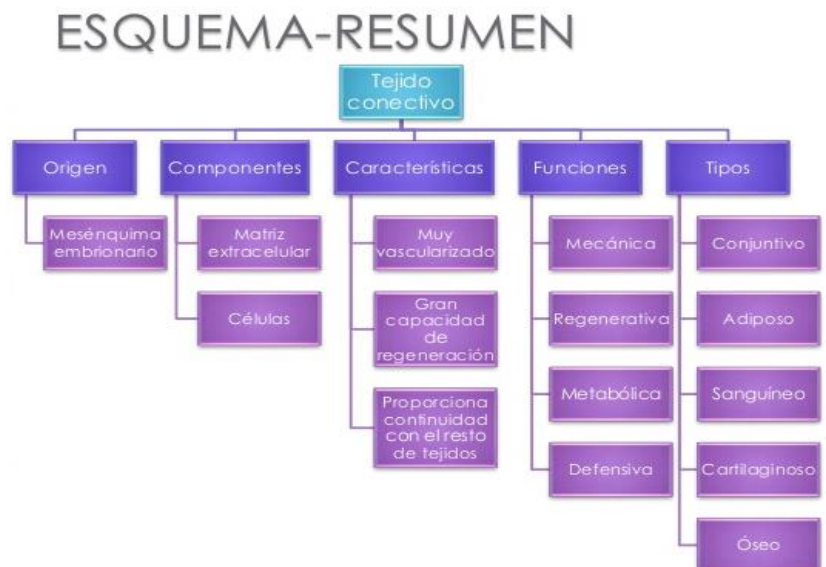 ESQUEMA-RESUMEN
Tejido
conectivo
Origen
Componentes
Características
Funciones
Tipos
Mesénquima
embrionario
Matriz
extracelular
Células
Muy
vascularizado
Gran
capacidad
de
regeneración
Proporciona
continuidad
con el resto
de tejidos
Mecánica
Regenerativa
Metabólica
Defensiva
Conjuntivo
Adiposo
Sanguíneo
Cartilaginoso
Óseo